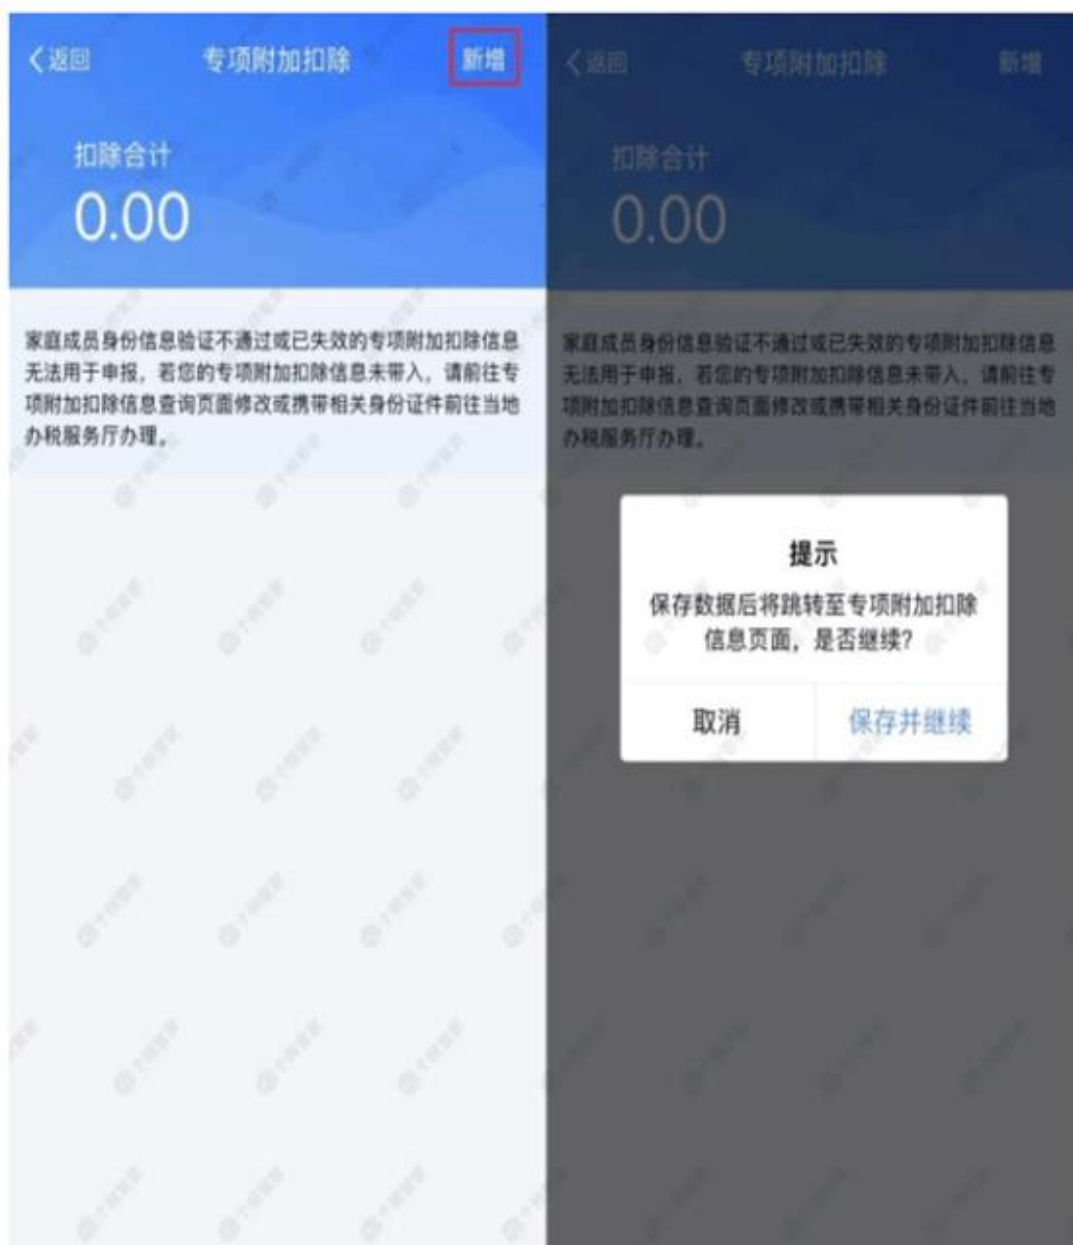 返回 专项附加扣除 新增
扣除合计
0.00
家庭成员身份信息验证不通过或已失效的专项附加扣除信息
无法用于申报，若您的专项附加扣除信息未带入，请前往专
项附加扣除信息查询页面修改或携带相关身份证件前往当地
办税服务厅办理。
返回 专项附加扣除 新增
扣除合计
0.00
家庭成员身份信息验证不通过或已失效的专项附加扣除信息
无法用于申报，若您的专项附加扣除信息未带入，请前往专
项附加扣除信息查询页面修改或携带相关身份证件前往当地
办税服务厅办理。
提示
保存数据后将跳转至专项附加扣除
信息页面，是否继续？
取消 保存并继续